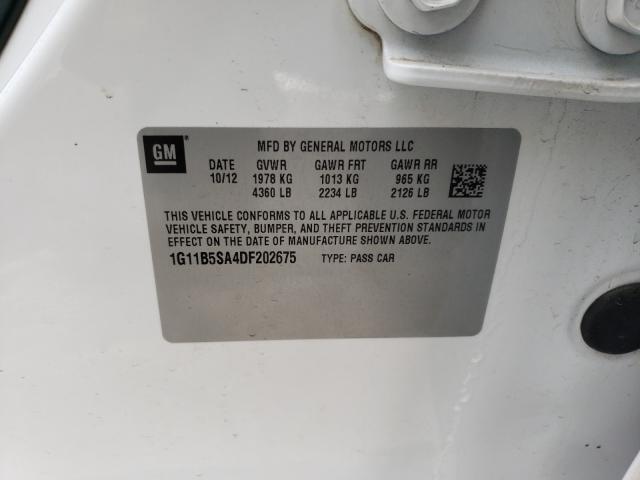 GM
MFD BY GENERAL MOTORS LLC
DATE GVWR GAWR FRT GAWR RR
10/12 1978 KG 1013 KG 965 KG
4360 LB 2234 LB 2126 LB
THIS VEHICLE CONFORMS TO ALL APPLICABLE U.S. FEDERAL MOTOR
VEHICLE SAFETY, BUMPER, AND THEFT PREVENTION STANDARDS IN
EFFECT ON THE DATE OF MANUFACTURE SHOWN ABOVE.
1G11B5SA4DF202675 TYPE: PASS CAR